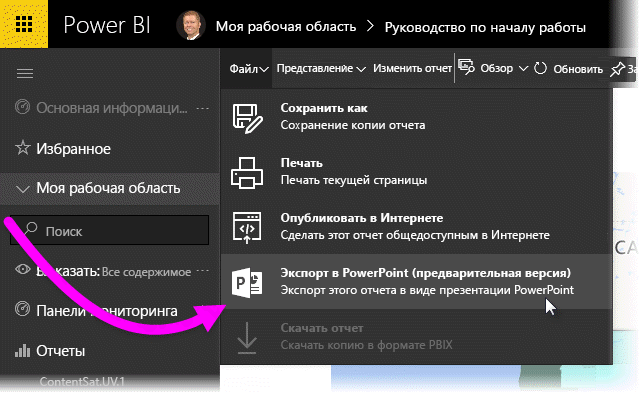 Power BI
Моя рабочая область > Руководство по началу работы
Файл Представление Изменить отчет Обзор Обновить За
Основная информаци... ...
Избранное
Моя рабочая область
Поиск
казать: Все содержимое ...
Панели мониторинга
Отчеты
ContentSat.UV.1
Сохранить как
Сохранение копии отчета
Печать
Печать текущей страницы
Опубликовать в Интернете
Сделать этот отчет общедоступным в Интернете
Экспорт в PowerPoint (предварительная версия)
Экспорт этого отчета в виде презентации PowerPoint
Скачать отчет
Скачать копию в формате PBIX
CA